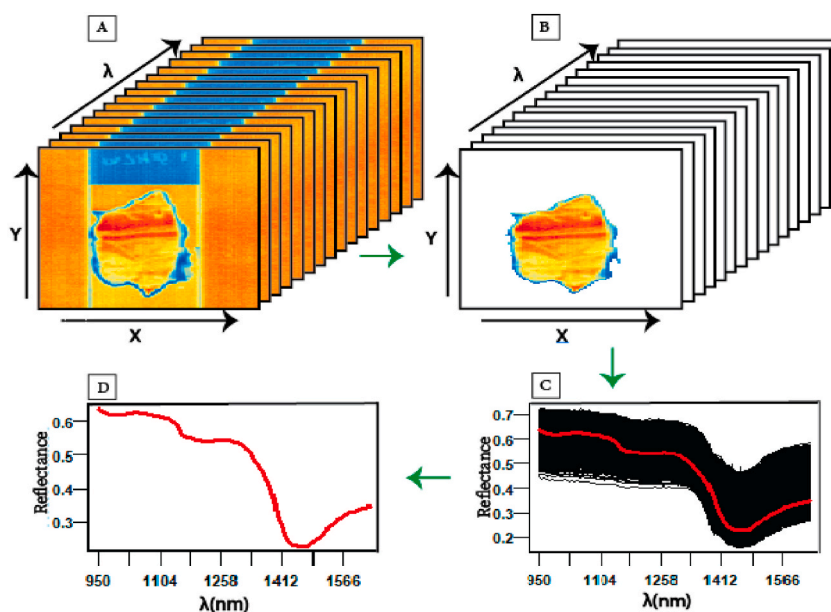 A
B
λ
λ
Y
Y
X
X
D
C
0.6
0.5
0.4
0.3
Reflectance
950 1104 1258 1412 1566
λ(nm)
0.7
0.6
0.5
0.4
0.3
0.2
Reflectance
950 1104 1258 1412 1566
λ(nm)